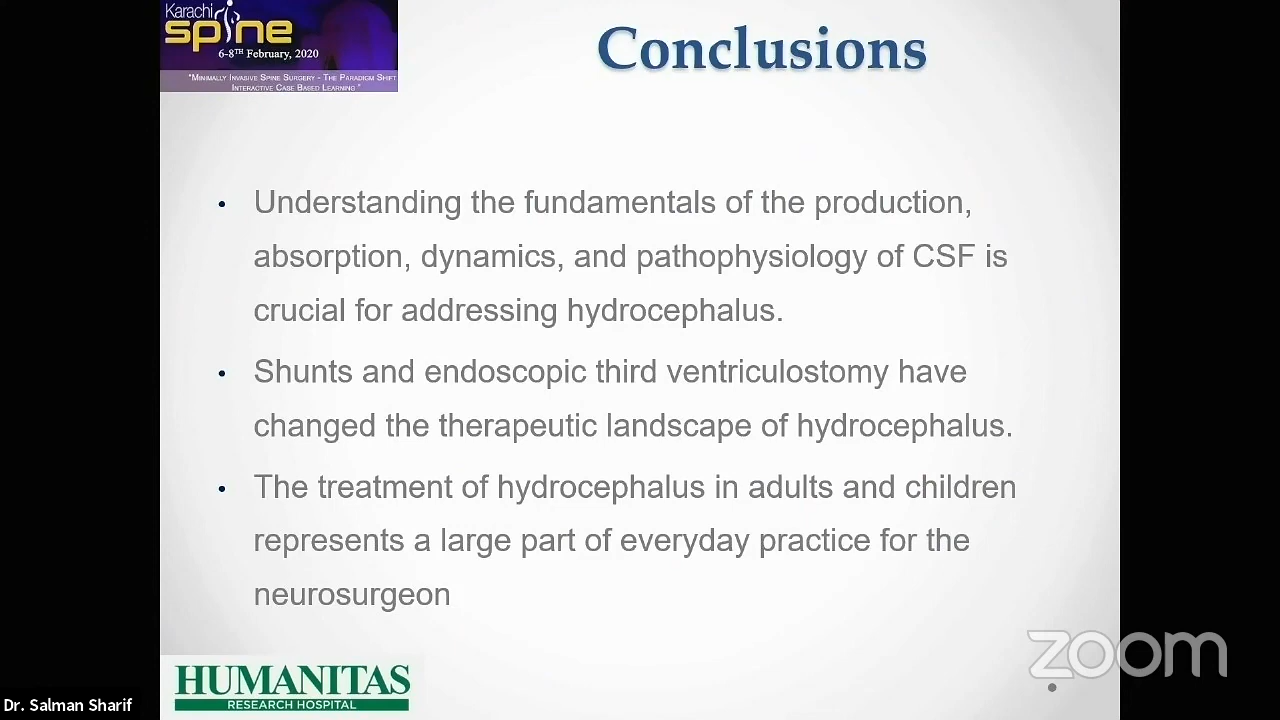 Karachi
spine
6-8TH February, 2020
"MINIMALLY INVASIVE SPINE SURGERY - THE PARADIGM SHIFT
INTERACTIVE CASE BASED LEARNING "
Conclusions
• Understanding the fundamentals of the production,
absorption, dynamics, and pathophysiology of CSF is
crucial for addressing hydrocephalus.
• Shunts and endoscopic third ventriculostomy have
changed the therapeutic landscape of hydrocephalus.
• The treatment of hydrocephalus in adults and children
represents a large part of everyday practice for the
neurosurgeon
HUMANITAS
RESEARCH HOSPITAL
zoom
Dr. Salman Sharif